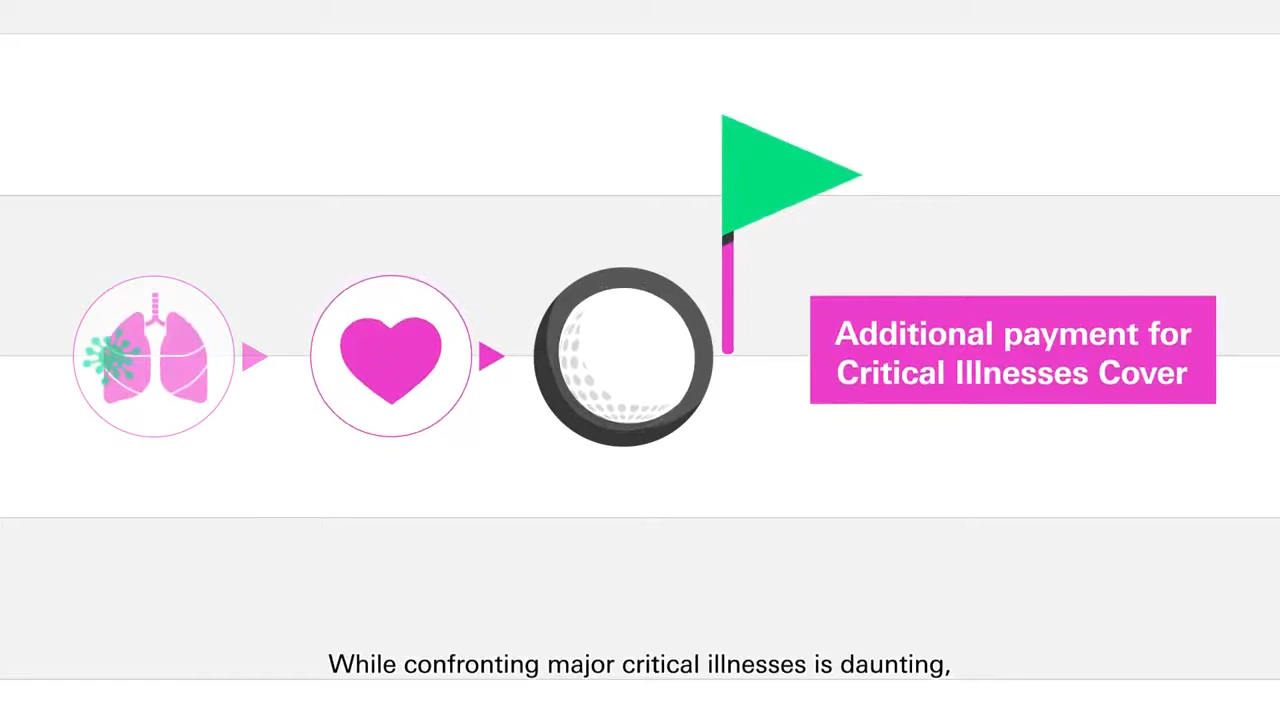 Additional payment for
Critical Illnesses Cover
While confronting major critical illnesses is daunting,